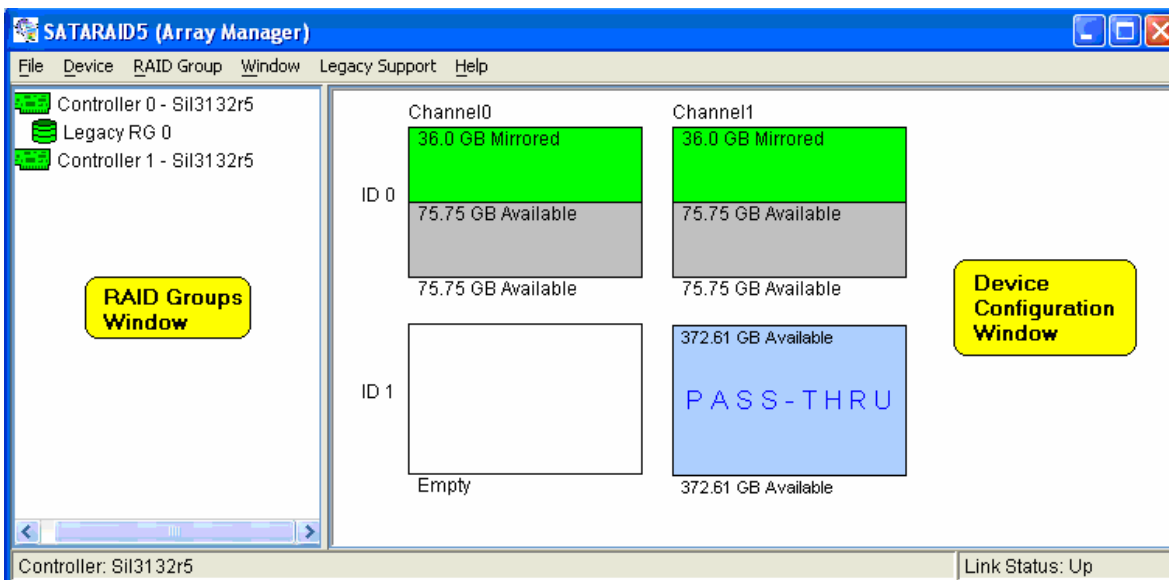 SATARAID5 (Array Manager)
File Device RAID Group Window Legacy Support Help
Controller 0 - SiI3132r5
Legacy RG 0
Controller 1 - SiI3132r5
RAID Groups
Window
Channel0 Channel1
ID 0
36.0 GB Mirrored 36.0 GB Mirrored
75.75 GB Available 75.75 GB Available
75.75 GB Available 75.75 GB Available
ID 1
372.61 GB Available
PASS-THRU
Empty 372.61 GB Available
Device
Configuration
Window
Controller: SiI3132r5 Link Status: Up